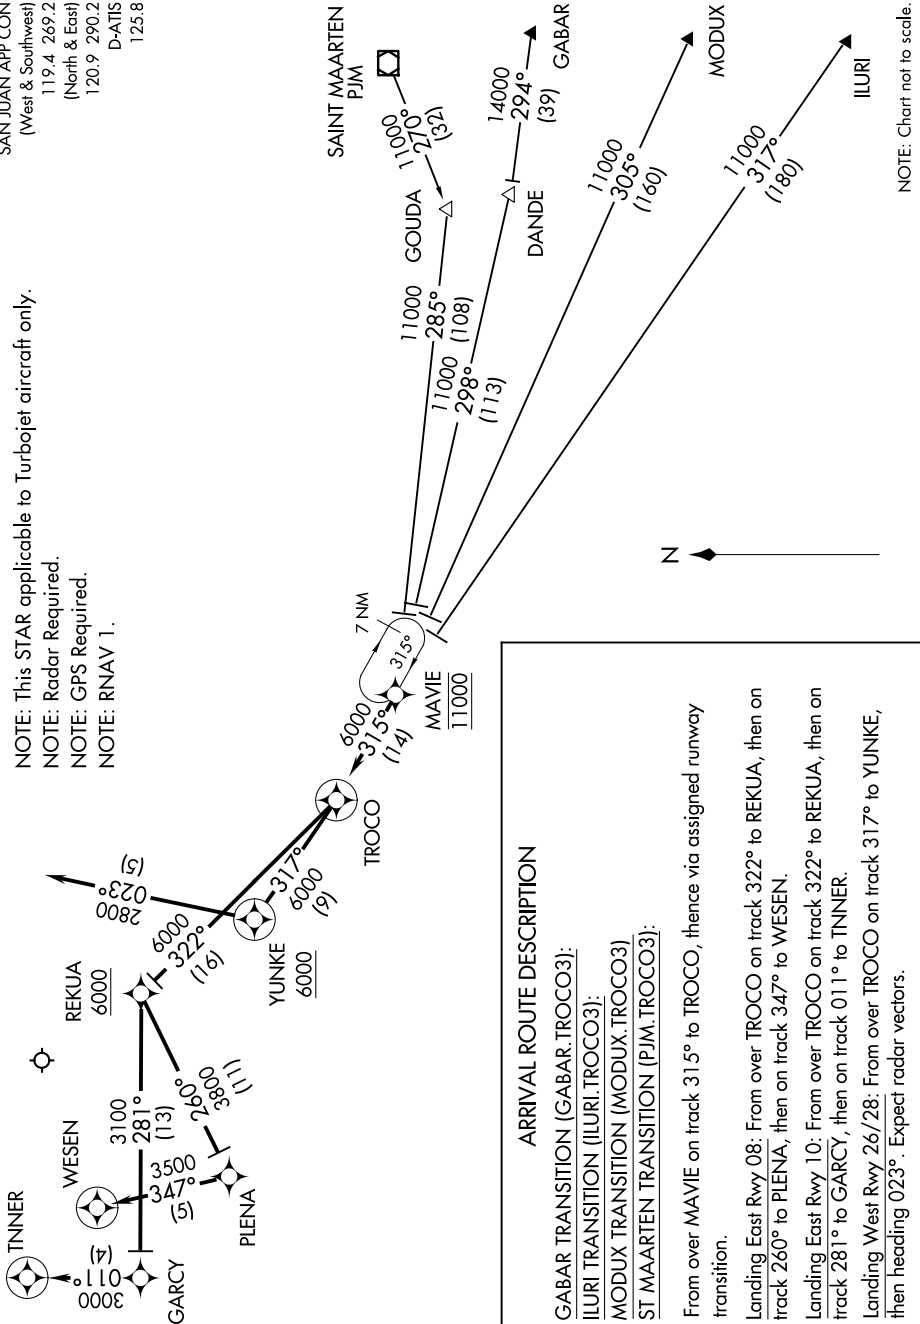 SAN JUAN APP CON
(West & Southwest)
119.4 269.2
(North & East)
120.9 290.2
D-ATIS
125.8
NOTE: This STAR applicable to Turbojet aircraft only.
NOTE: Radar Required.
NOTE: GPS Required.
NOTE: RNAV 1.
SAINT MAARTEN
PJM
11000
270°
(32)
GOUDA
11000
285°
(108)
GABAR
14000
294°
(39)
DANDE
11000
298°
(113)
MODUX
11000
305°
(160)
ILURI
11000
317°
(180)
NOTE: Chart not to scale.
7 NM
315°
MAVIE
11000
6000
315°
(14)
TROCO
317°
6000
(9)
YUNKE
6000
2800
023°
(5)
6000
322°
(16)
REKUA
6000
3100
281°
(13)
260°
3800
(11)
WESEN
3500
347°
(5)
PLENA
TNNER
3000
011°
(4)
GARCY
N
ARRIVAL ROUTE DESCRIPTION
GABAR TRANSITION (GABAR.TROCO3):
ILURI TRANSITION (ILURI.TROCO3):
MODUX TRANSITION (MODUX.TROCO3)
ST MAARTEN TRANSITION (PJM.TROCO3):
From over MAVIE on track 315° to TROCO, thence via assigned runway
transition.
Landing East Rwy 08: From over TROCO on track 322° to REKUA, then on
track 260° to PLENA, then on track 347° to WESEN.
Landing East Rwy 10: From over TROCO on track 322° to REKUA, then on
track 281° to GARCY, then on track 011° to TNNER.
Landing West Rwy 26/28: From over TROCO on track 317° to YUNKE,
then heading 023°. Expect radar vectors.